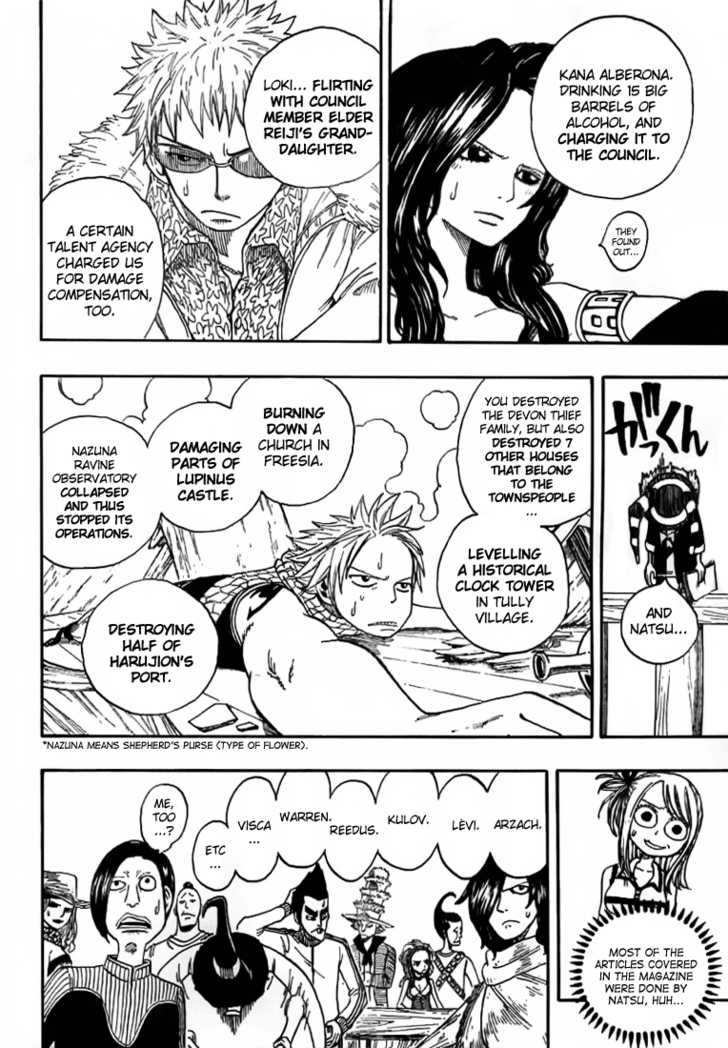 KANA ALBERONA.
DRINKING 15 BIG
BARRELS OF
ALCOHOL, AND
CHARGING IT TO
THE COUNCIL.
THEY
FOUND
OUT...
LOKI... FLIRTING
WITH COUNCIL
MEMBER ELDER
REIJI'S GRAND-
DAUGHTER.
A CERTAIN
TALENT AGENCY
CHARGED US
FOR DAMAGE
COMPENSATION,
TOO.
がっくん
AND
NATSU...
YOU DESTROYED
THE DEVON THIEF
FAMILY, BUT ALSO
DESTROYED 7
OTHER HOUSES
THAT BELONG
TO THE
TOWNSPEOPLE
...
LEVELLING
A HISTORICAL
CLOCK TOWER
IN TULLY
VILLAGE.
BURNING
DOWN A
CHURCH IN
FREESIA.
DAMAGING
PARTS OF
LUPINUS
CASTLE.
NAZUNA
RAVINE
OBSERVATORY
COLLAPSED
AND THUS
STOPPED ITS
OPERATIONS.
DESTROYING
HALF OF
HARUJION'S
PORT.
*NAZUNA MEANS SHEPHERD'S PURSE (TYPE OF FLOWER).
MOST OF THE
ARTICLES COVERED
IN THE MAGAZINE
WERE DONE BY
NATSU, HUH...
ARZACH.
LÈVI.
KULOV.
REEDUS.
WARREN.
VISCA
...
ETC
...
ME,
TOO
...?